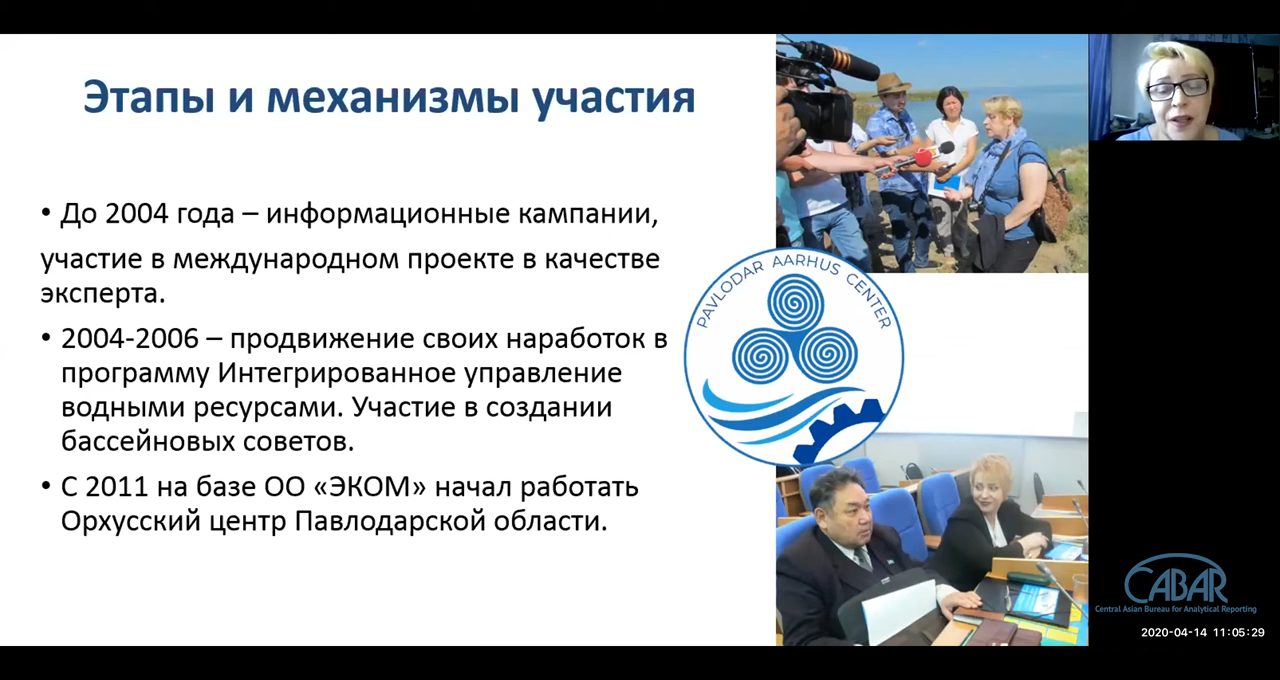 Этапы и механизмы участия
• До 2004 года – информационные кампании,
участие в международном проекте в качестве
эксперта.
• 2004-2006 – продвижение своих наработок в
программу Интегрированное управление
водными ресурсами. Участие в создании
бассейновых советов.
• С 2011 на базе ОО «ЭКОМ» начал работать
Орхусский центр Павлодарской области.
PAVLODAR AARHUS CENTER
CABAR
Central Asian Bureau for Analytical Reporting
2020-04-14 11:05:29